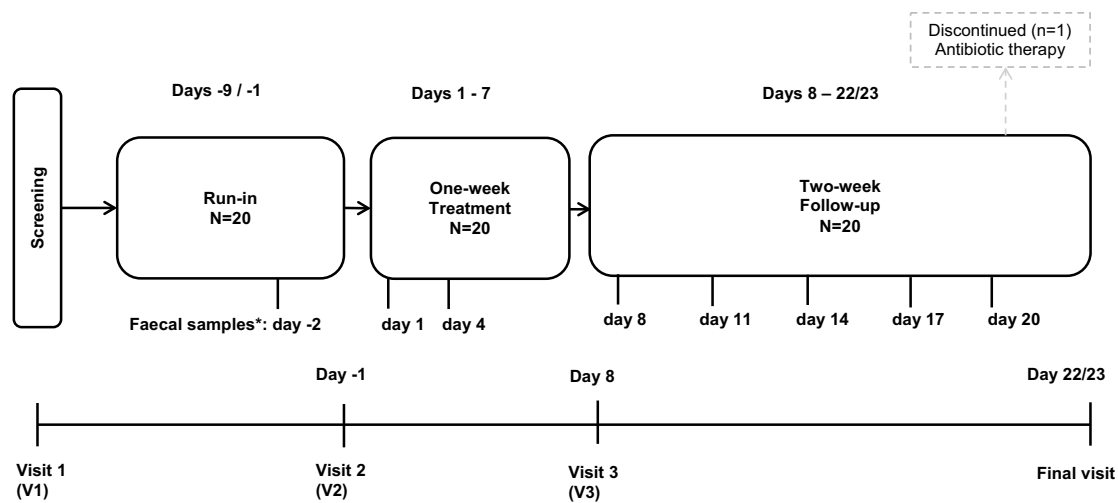 Discontinued (n=1)
Antibiotic therapy
Days -9 / -1
Days 1 - 7
Days 8 – 22/23
Screening
Run-in
N=20
One-week
Treatment
N=20
Two-week
Follow-up
N=20
Faecal samples*: day -2
day 1
day 4
day 8
day 11
day 14
day 17
day 20
Day -1
Day 8
Day 22/23
Visit 1
(V1)
Visit 2
(V2)
Visit 3
(V3)
Final visit